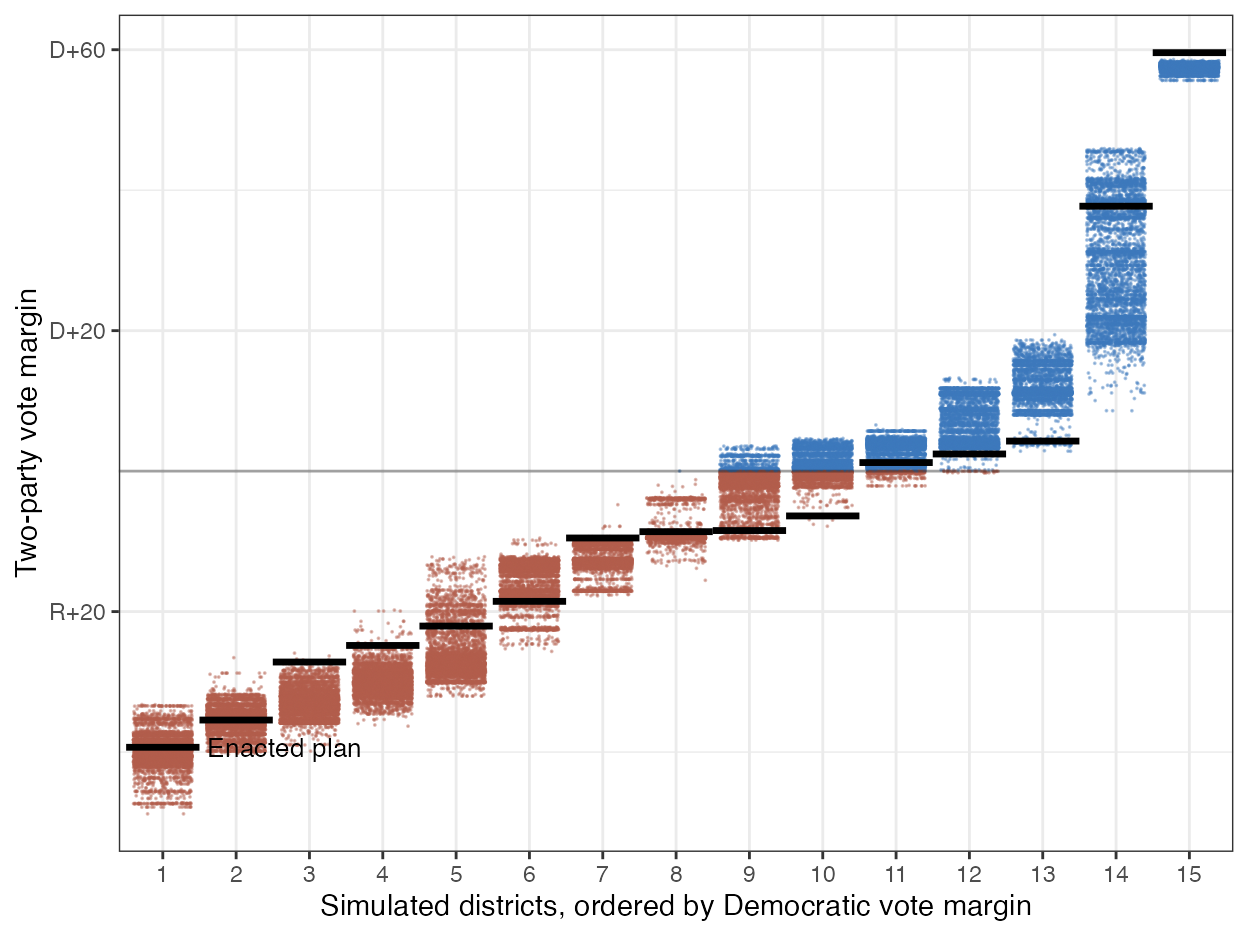 D+60
D+20
R+20
Two-party vote margin
Enacted plan
1 2 3 4 5 6 7 8 9 10 11 12 13 14 15
Simulated districts, ordered by Democratic vote margin